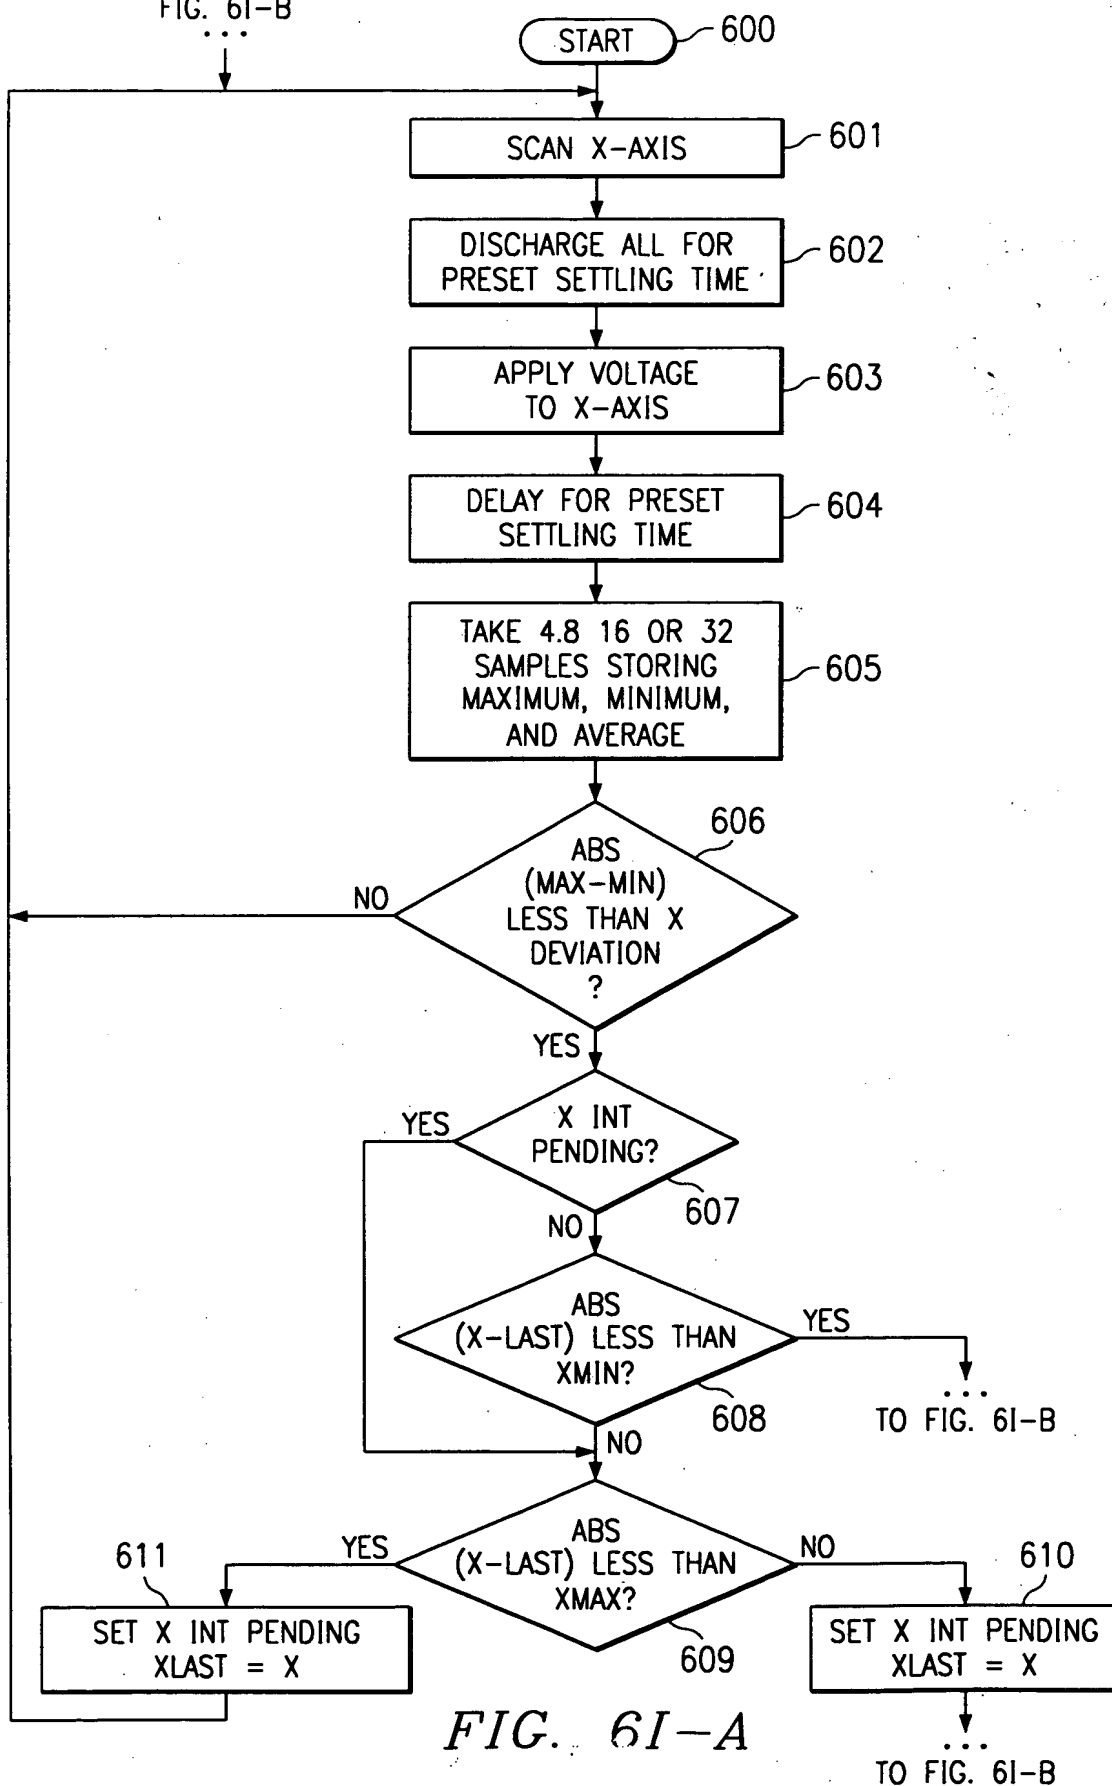 FIG. 6I-B
...
START
600
SCAN X-AXIS
601
DISCHARGE ALL FOR
PRESET SETTLING TIME
602
APPLY VOLTAGE
TO X-AXIS
603
DELAY FOR PRESET
SETTLING TIME
604
TAKE 4.8 16 OR 32
SAMPLES STORING
MAXIMUM, MINIMUM,
AND AVERAGE
605
606
ABS
(MAX-MIN)
LESS THAN X
DEVIATION
?
NO
YES
X INT
PENDING?
YES
607
NO
ABS
(X-LAST) LESS THAN
XMIN?
YES
608
...
TO FIG. 6I-B
NO
ABS
(X-LAST) LESS THAN
XMAX?
YES
NO
609
611
SET X INT PENDING
XLAST = X
610
SET X INT PENDING
XLAST = X
...
TO FIG. 6I-B
FIG. 6I-A